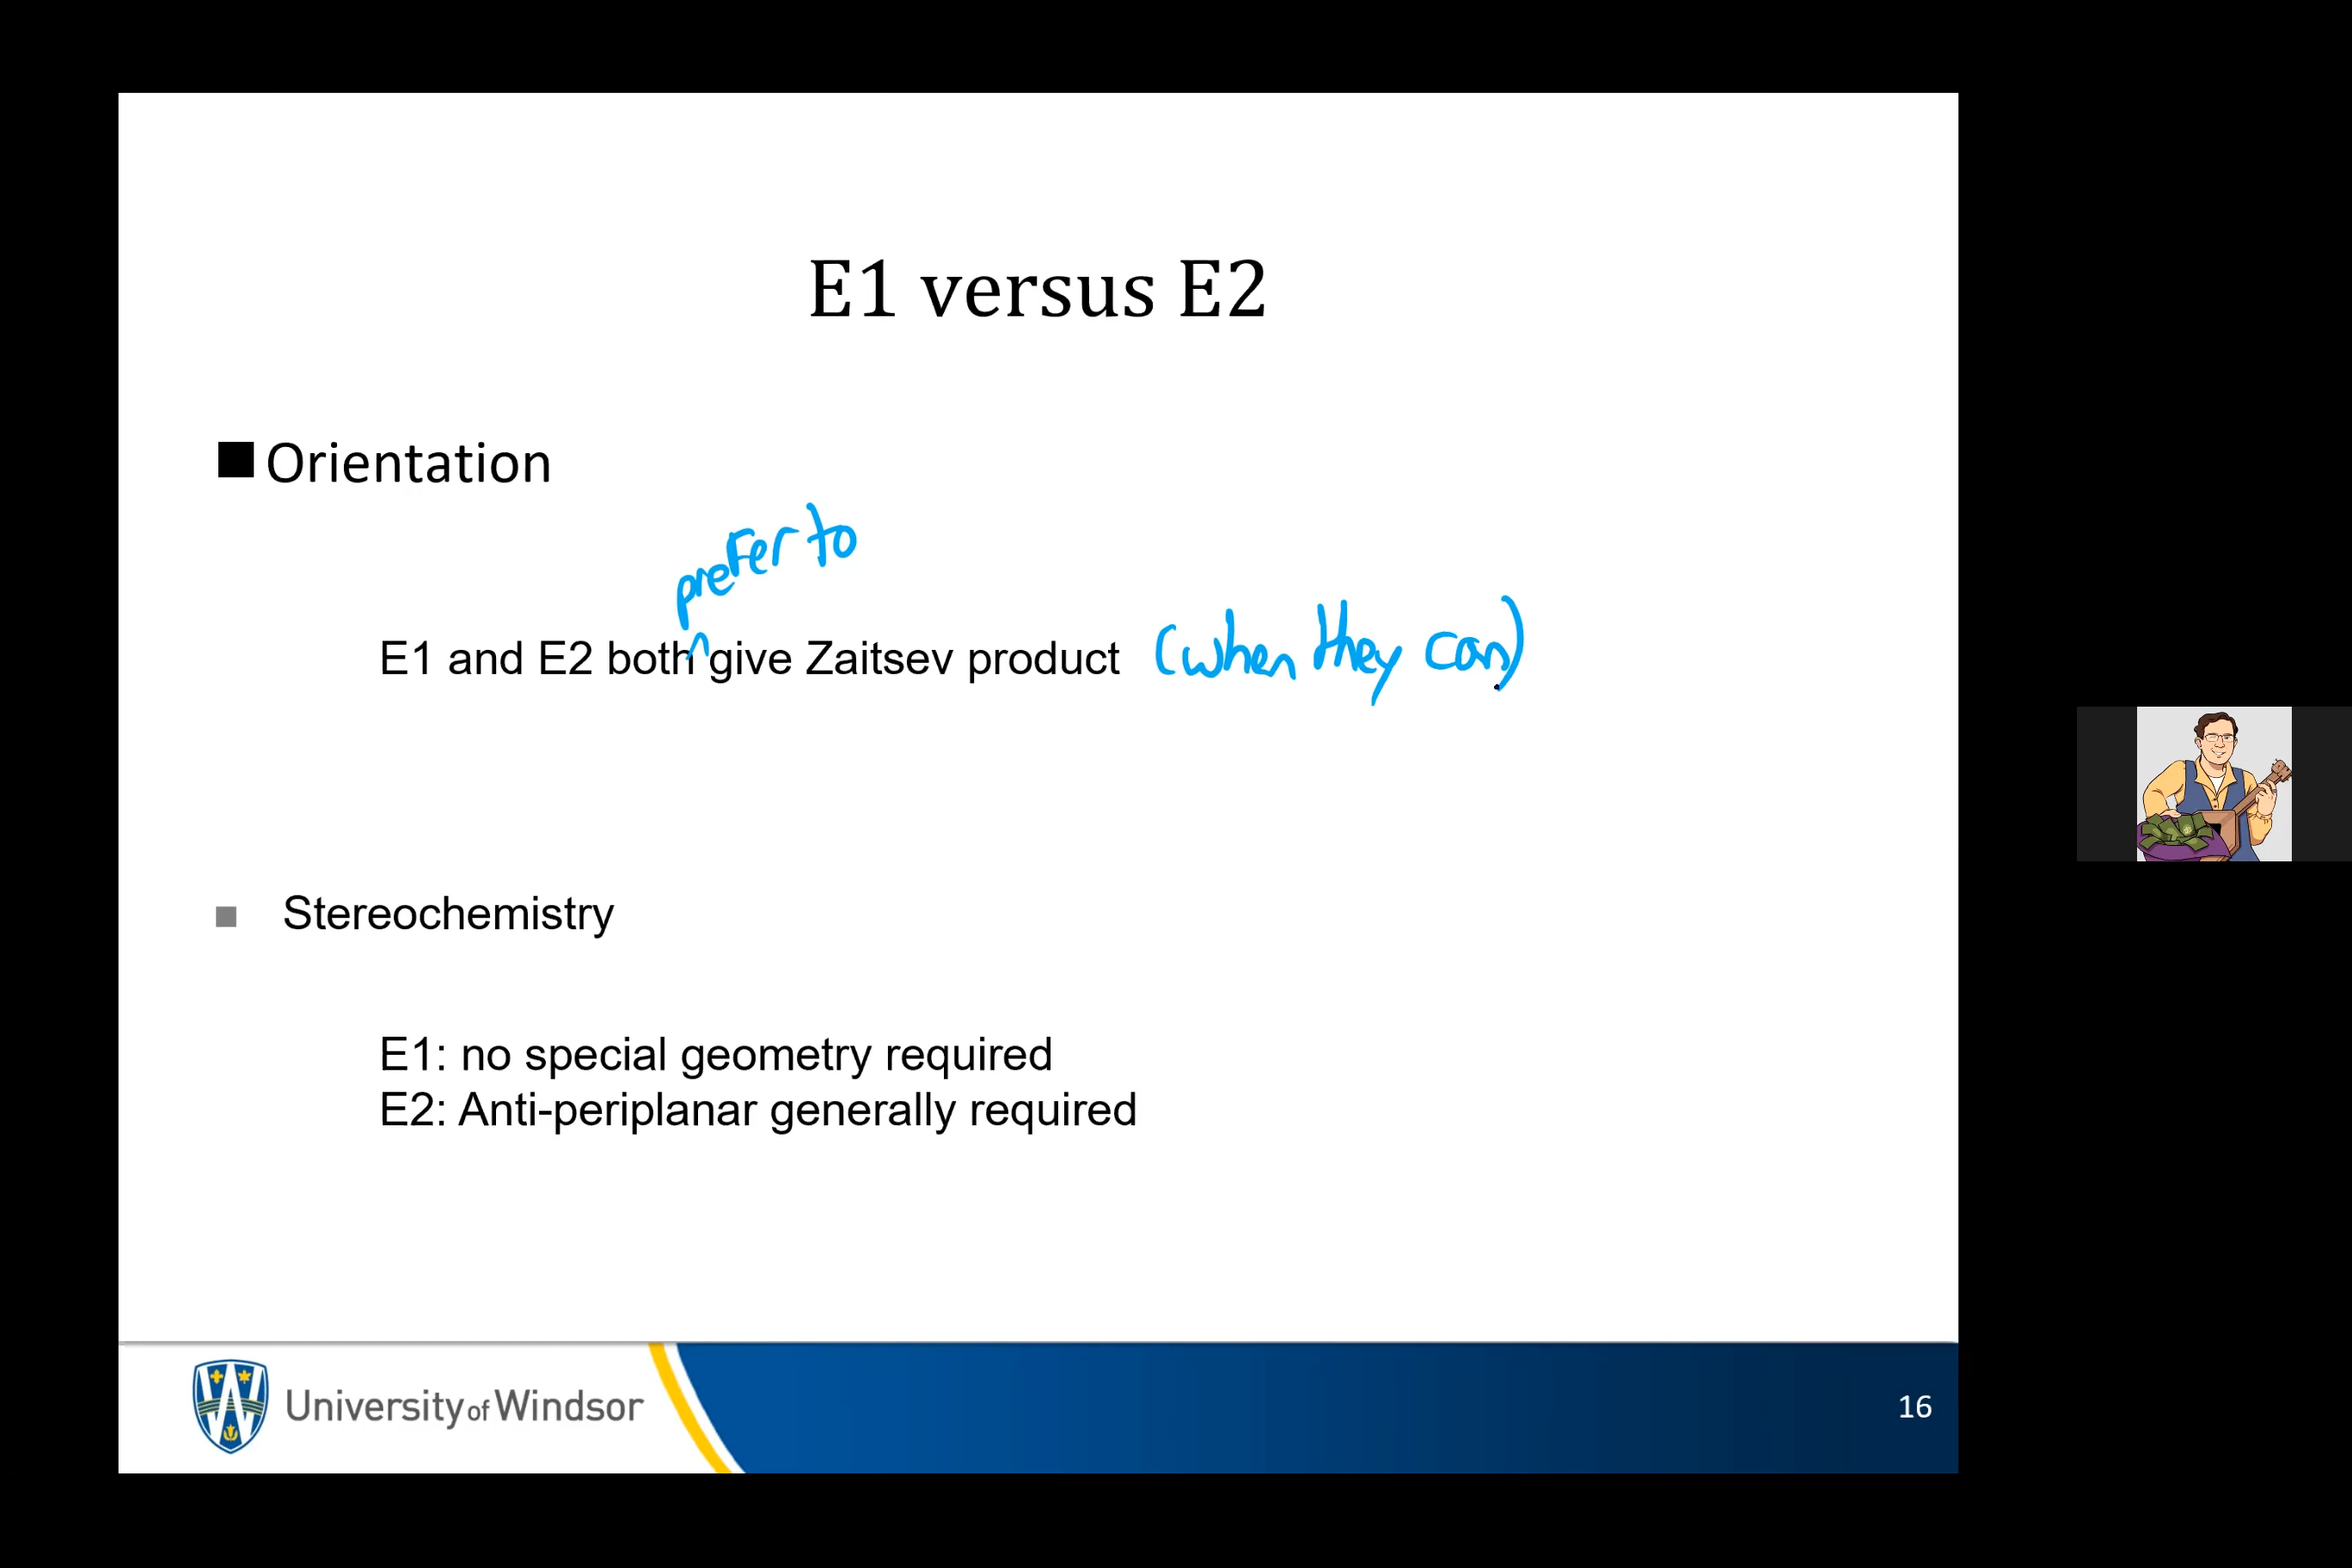 E1 versus E2
Orientation
prefer to
E1 and E2 both ^ give Zaitsev product (when they can)
Stereochemistry
E1: no special geometry required
E2: Anti-periplanar generally required
University of Windsor
16